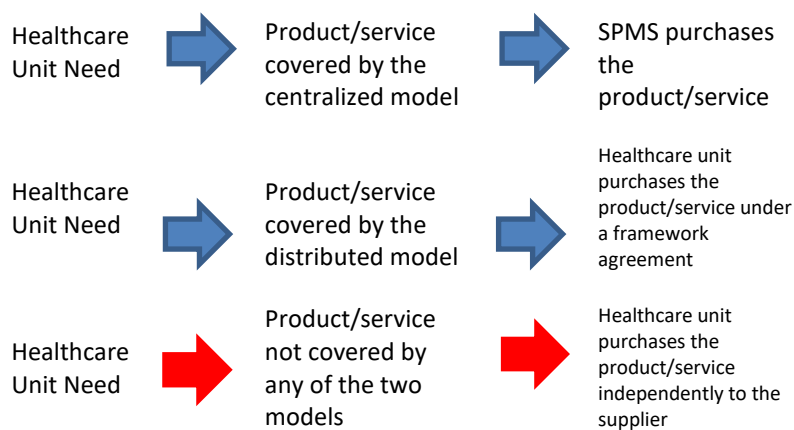 Healthcare
Unit Need
Product/service
covered by the
centralized model
SPMS purchases
the
product/service
Healthcare
Unit Need
Product/service
covered by the
distributed model
Healthcare unit
purchases the
product/service under
a framework
agreement
Healthcare
Unit Need
Product/service
not covered by
any of the two
models
Healthcare unit
purchases the
product/service
independently to the
supplier